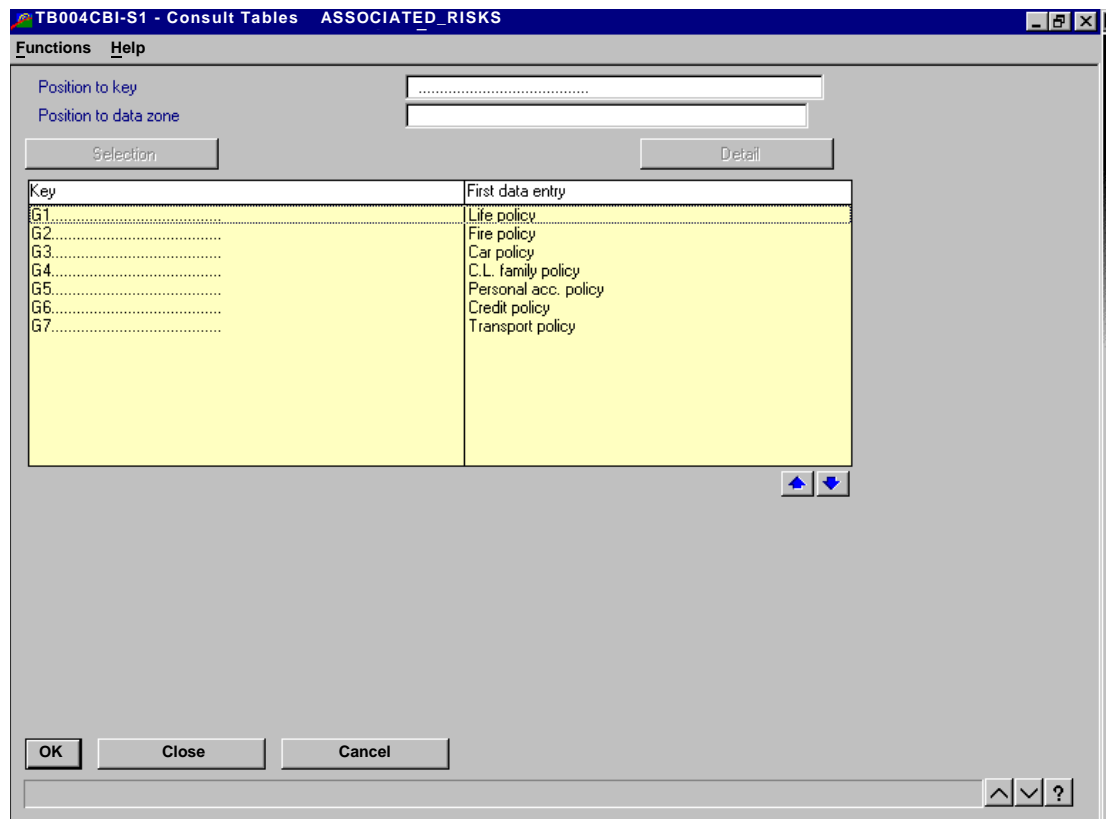 TB004CBI-S1 - Consult Tables ASSOCIATED_RISKS
Functions Help
Position to key ........................................
Position to data zone
Selection Detail
Key First data entry
G1........................................ Life policy
G2........................................ Fire policy
G3........................................ Car policy
G4........................................ C.L. family policy
G5........................................ Personal acc. policy
G6........................................ Credit policy
G7........................................ Transport policy
OK Close Cancel
?